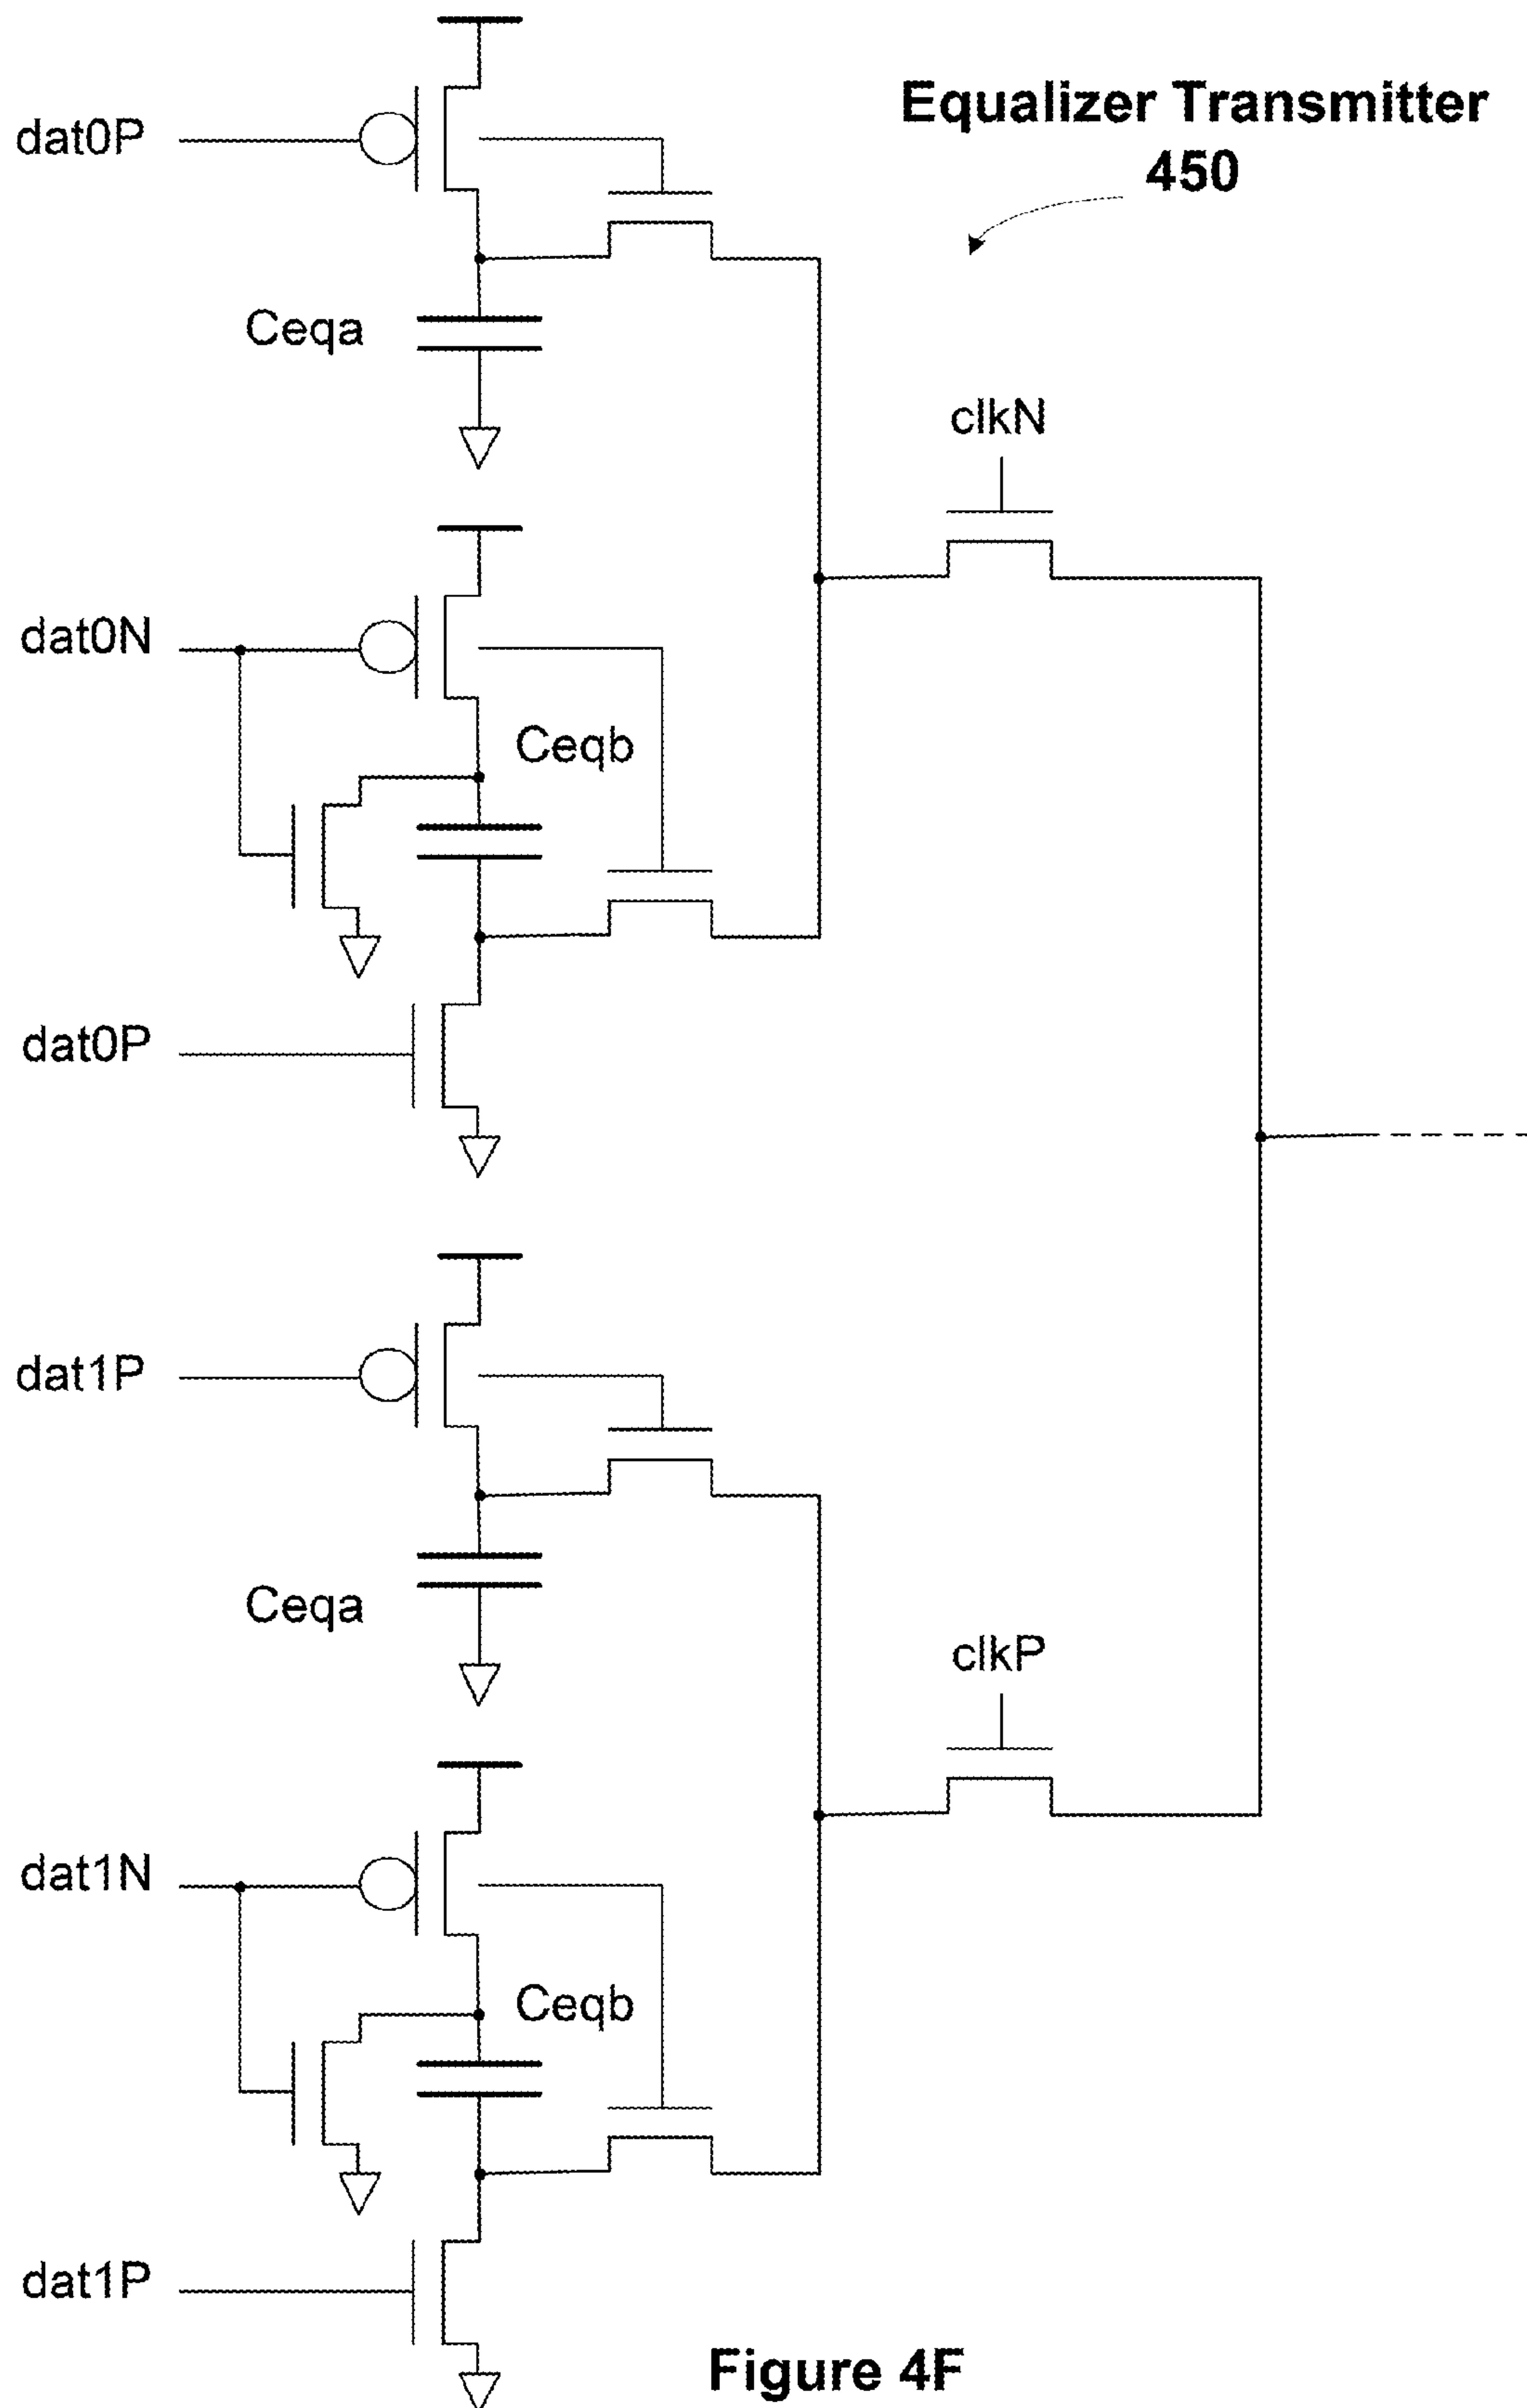 dat0P
Equalizer Transmitter
450
Ceqa
clkN
dat0N
Ceqb
dat0P
dat1P
Ceqa
clkP
dat1N
Ceqb
dat1P
Figure 4F